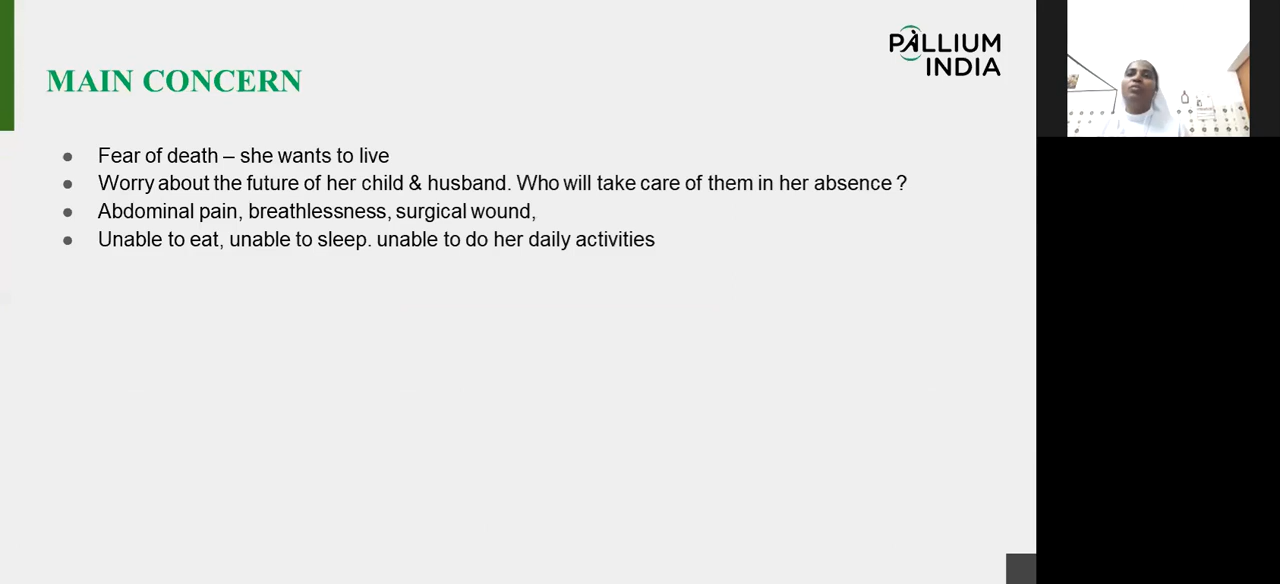 PALLIUM
INDIA
MAIN CONCERN
● Fear of death – she wants to live
● Worry about the future of her child & husband. Who will take care of them in her absence ?
● Abdominal pain, breathlessness, surgical wound,
● Unable to eat, unable to sleep. unable to do her daily activities